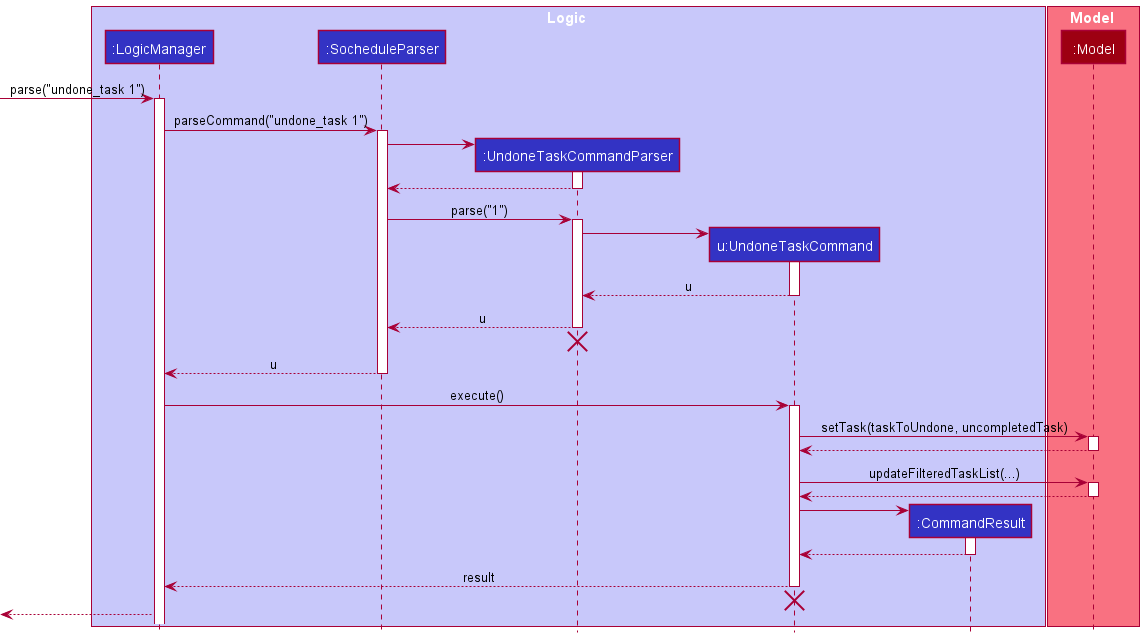 Logic
Model
:LogicManager
:SocheduleParser
:Model
parse("undone_task 1")
parseCommand("undone_task 1")
:UndoneTaskCommandParser
parse("1")
u:UndoneTaskCommand
u
u
u
execute()
setTask(taskToUndone, uncompletedTask)
updateFilteredTaskList(...)
:CommandResult
result